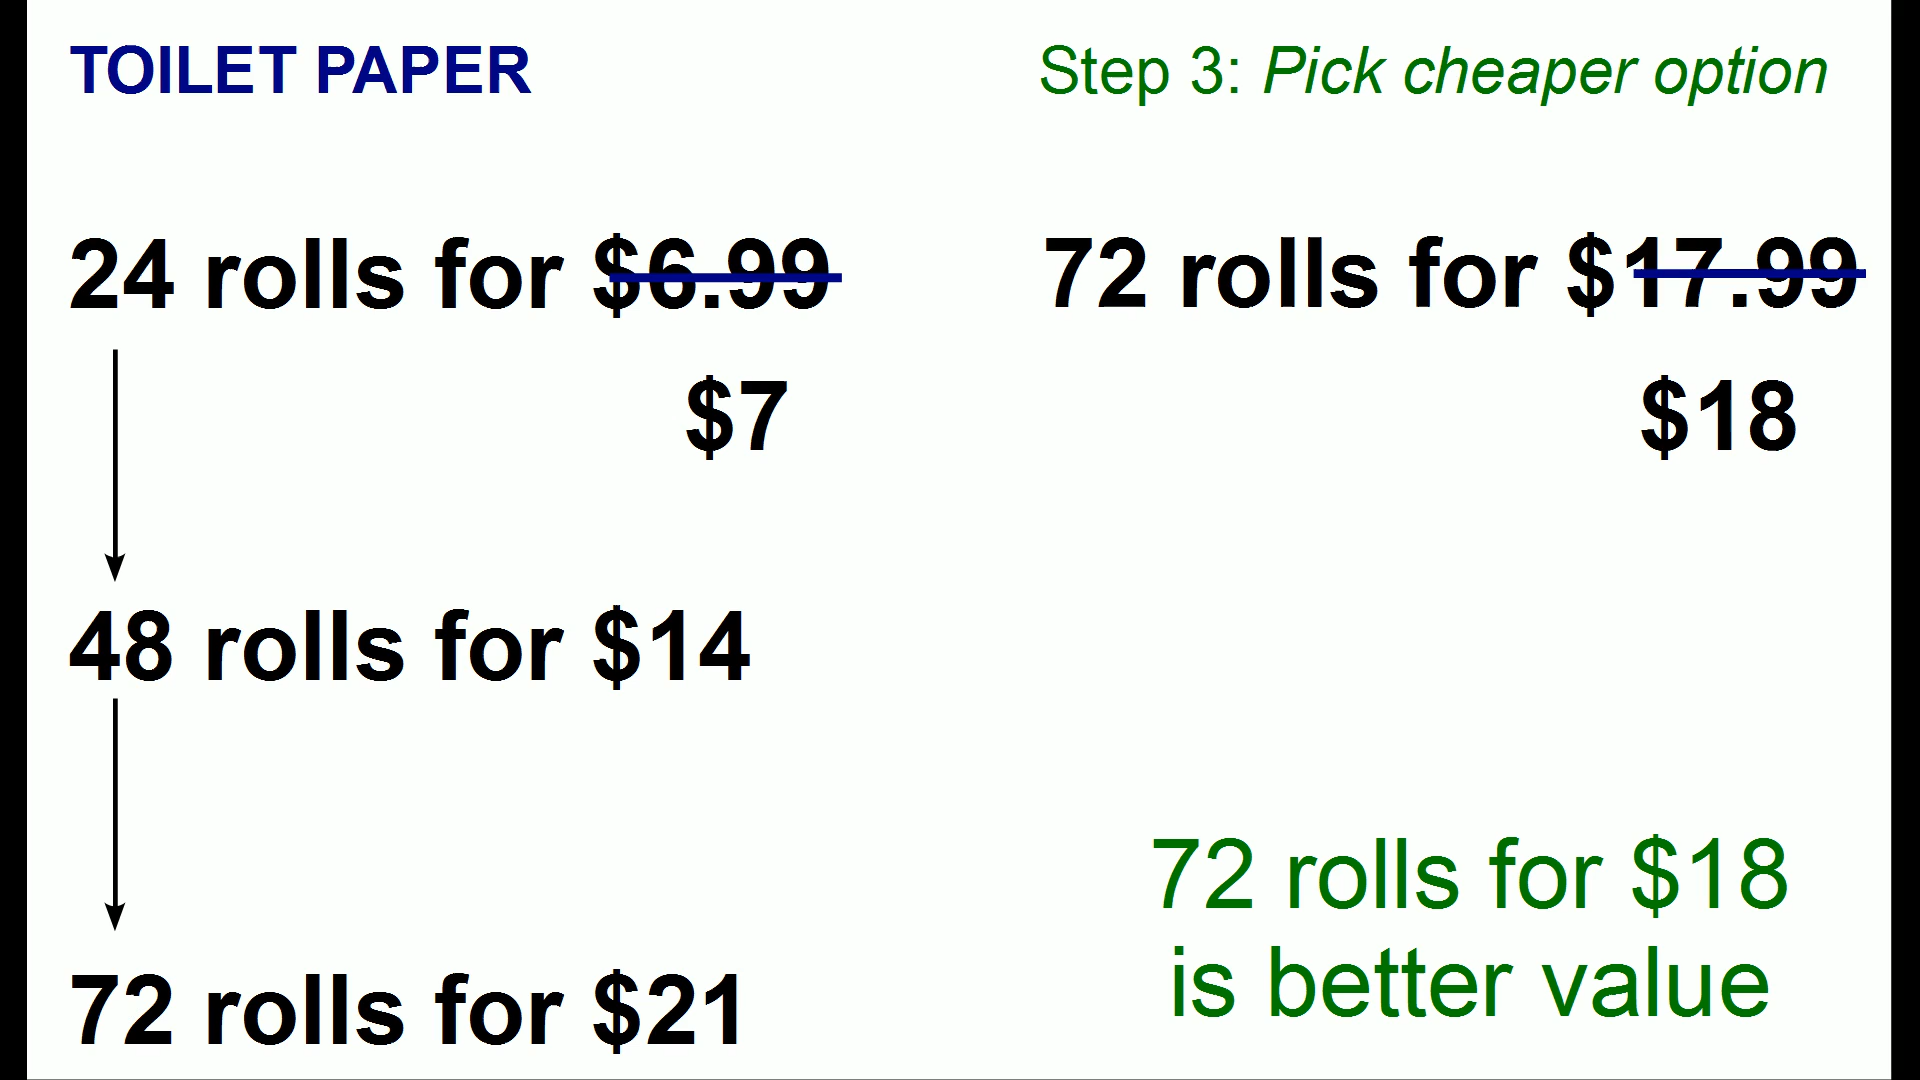 TOILET PAPER
Step 3: Pick cheaper option
24 rolls for $6.99
$7
48 rolls for $14
72 rolls for $21
72 rolls for $17.99
$18
72 rolls for $18
is better value